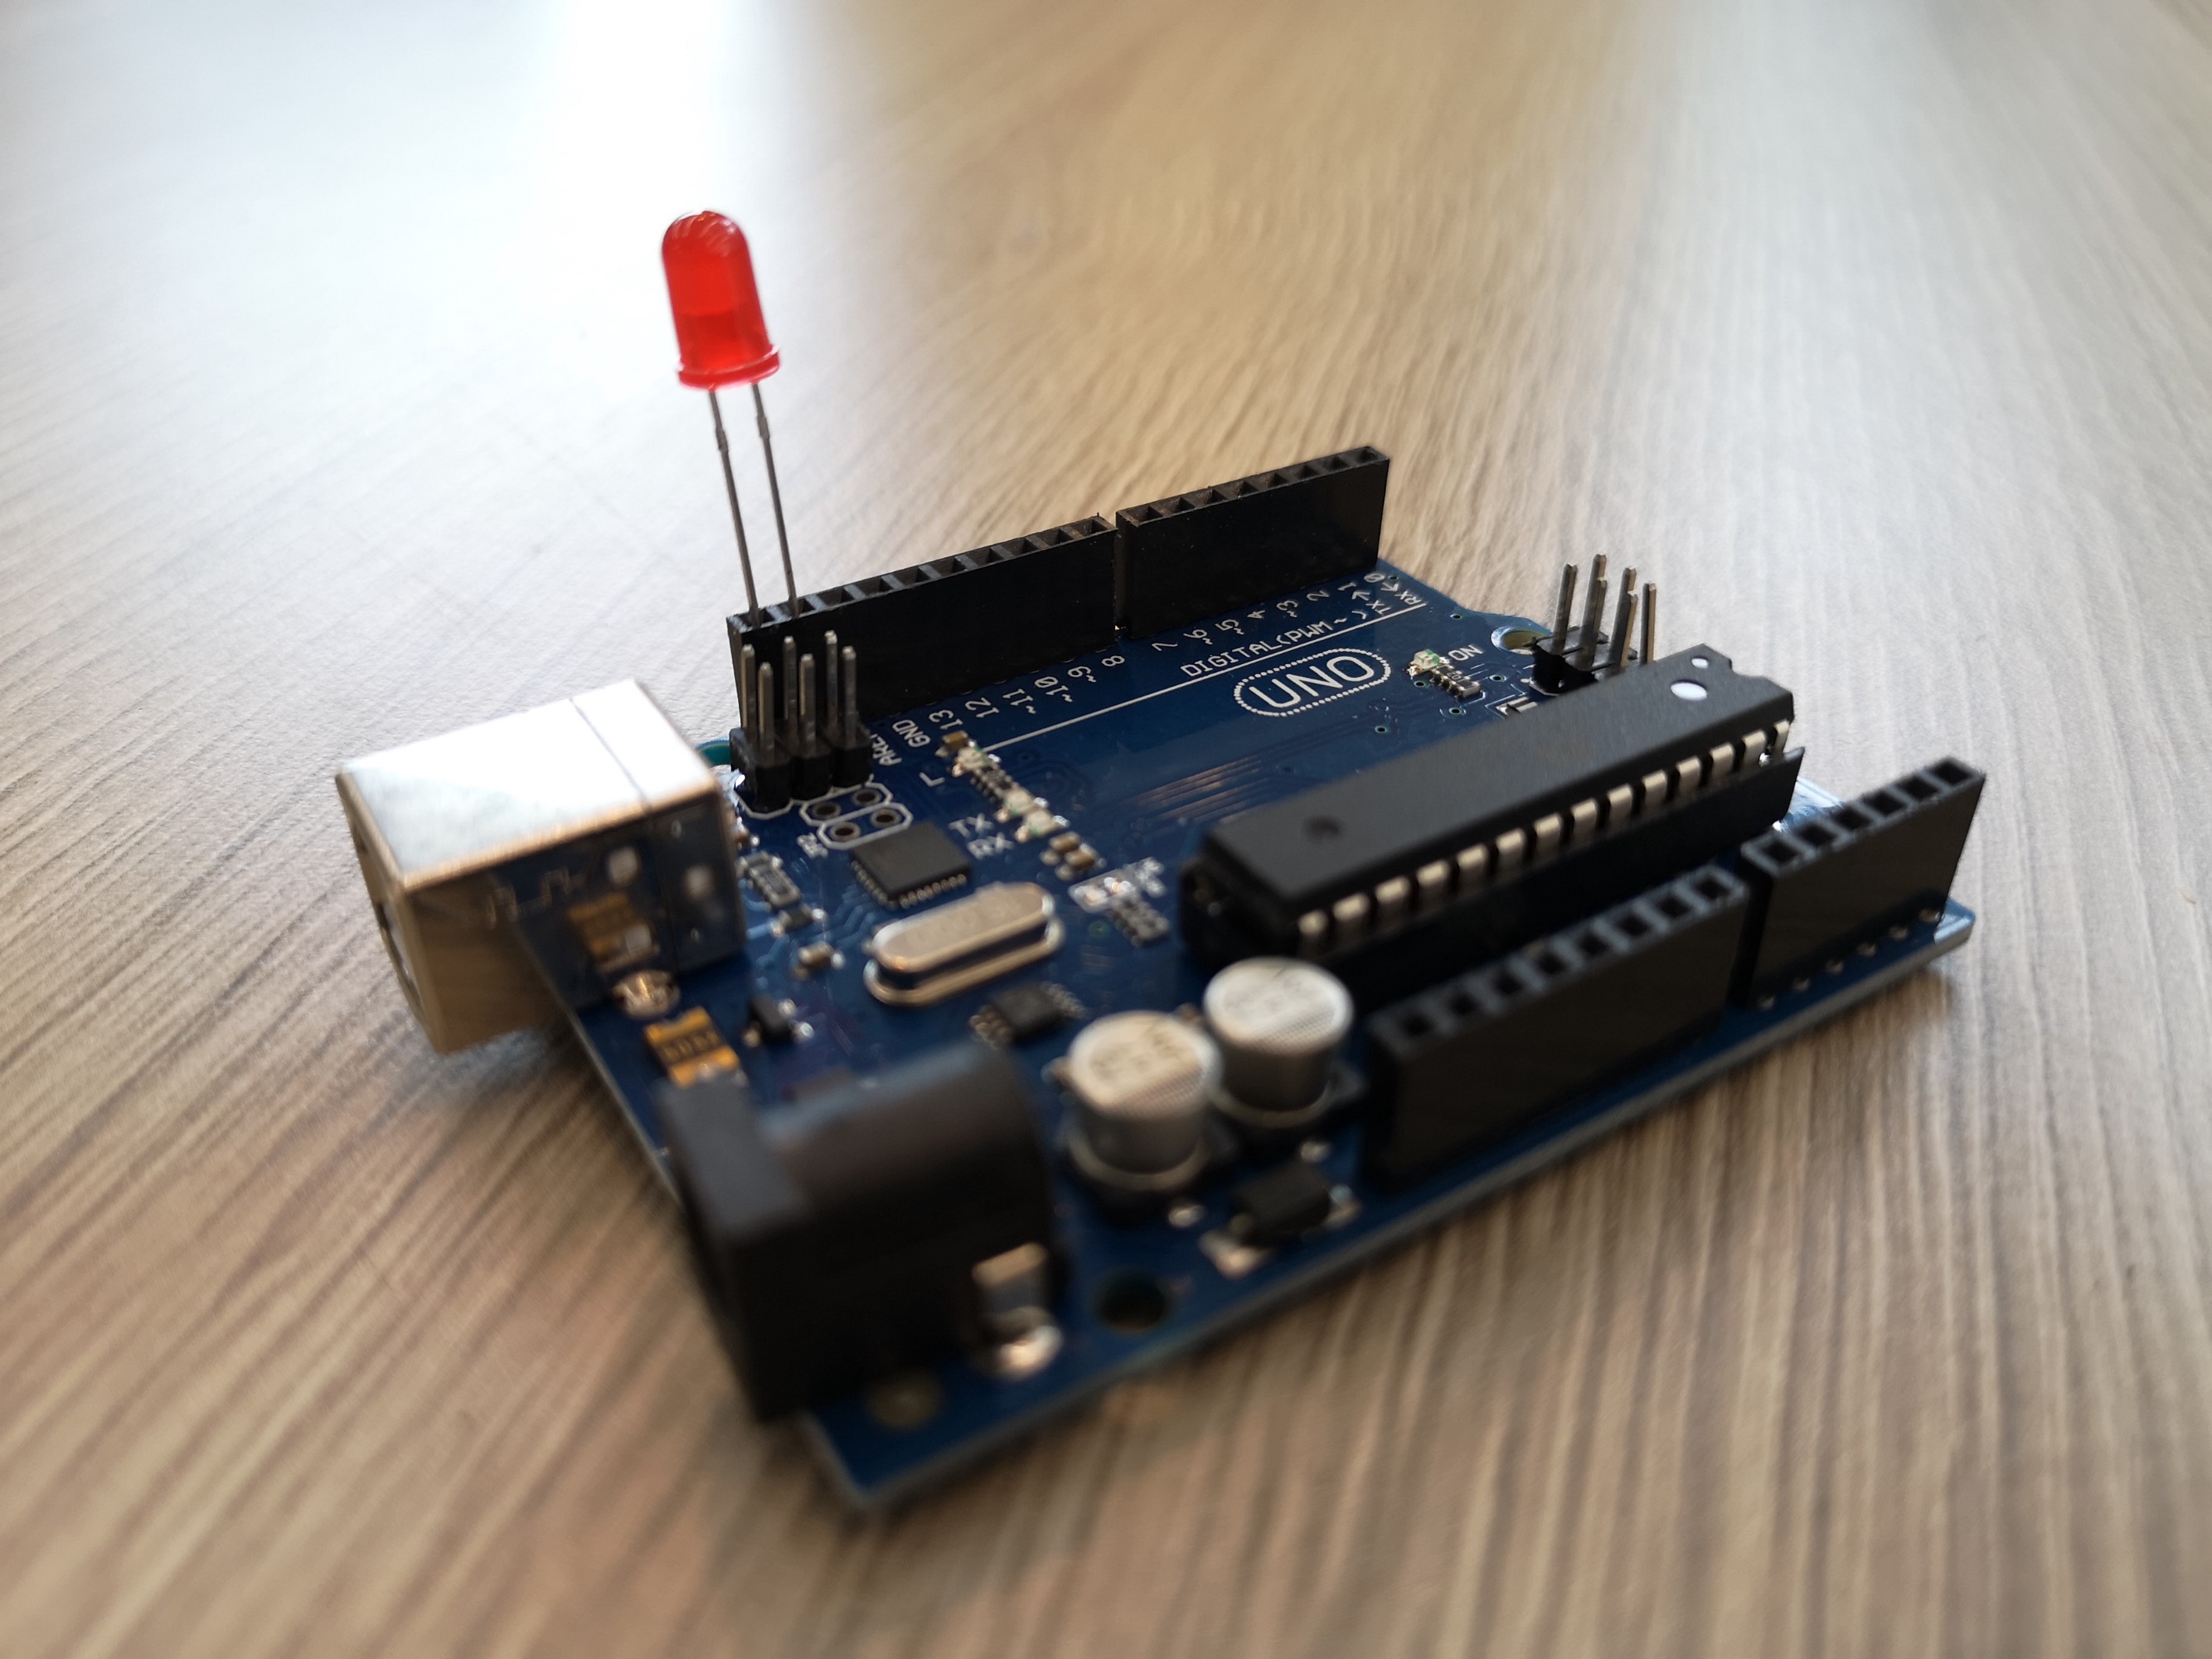 RX←0
TX→1
2
~3
4
~5
~6
7
8
~9
~10
~11
12
13
GND
DIGITAL(PWM~)
UNO
ON
L
TX
RX